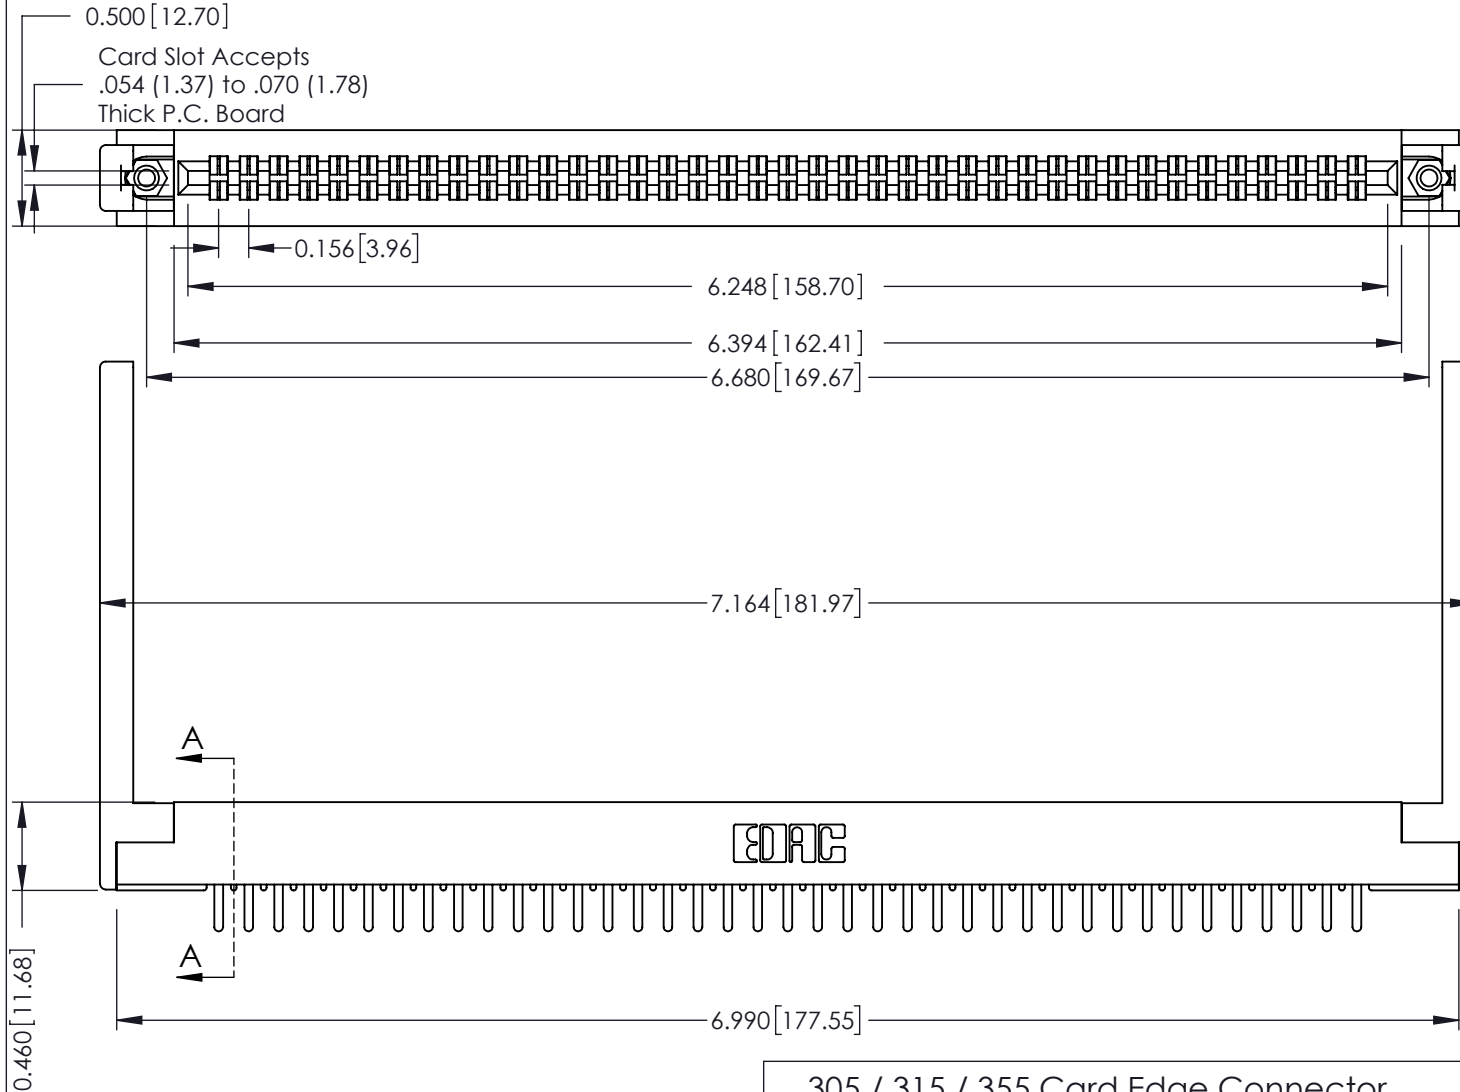 0.500[12.70]
Card Slot Accepts
.054 (1.37) to .070 (1.78)
Thick P.C. Board
0.156[3.96]
6.248[158.70]
6.394[162.41]
6.680[169.67]
7.164[181.97]
A
EDAC
A
0.460[11.68]
6.990[177.55]
305 / 315 / 355 Card Edge Connector